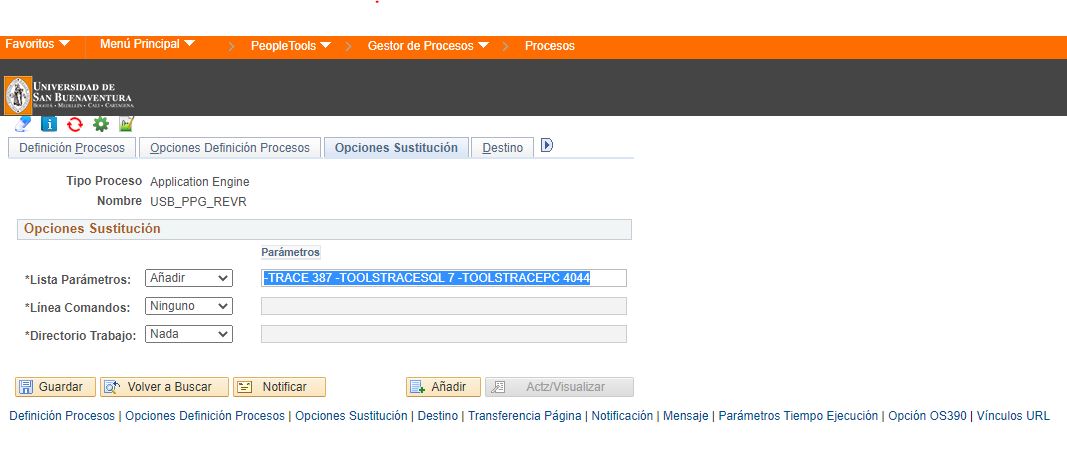 Favoritos Menú Principal > PeopleTools > Gestor de Procesos > Procesos
UNIVERSIDAD DE
SAN BUENAVENTURA
BOGOTÁ • MEDELLÍN • CALI • CARTAGENA
Definición Procesos Opciones Definición Procesos Opciones Sustitución Destino
Tipo Proceso Application Engine
Nombre USB_PPG_REVR
Opciones Sustitución
Parámetros
*Lista Parámetros: Añadir -TRACE 387 -TOOLSTRACESQL 7 -TOOLSTRACEPC 4044
*Línea Comandos: Ninguno
*Directorio Trabajo: Nada
Guardar Volver a Buscar Notificar Añadir Actz/Visualizar
Definición Procesos | Opciones Definición Procesos | Opciones Sustitución | Destino | Transferencia Página | Notificación | Mensaje | Parámetros Tiempo Ejecución | Opción OS390 | Vínculos URL